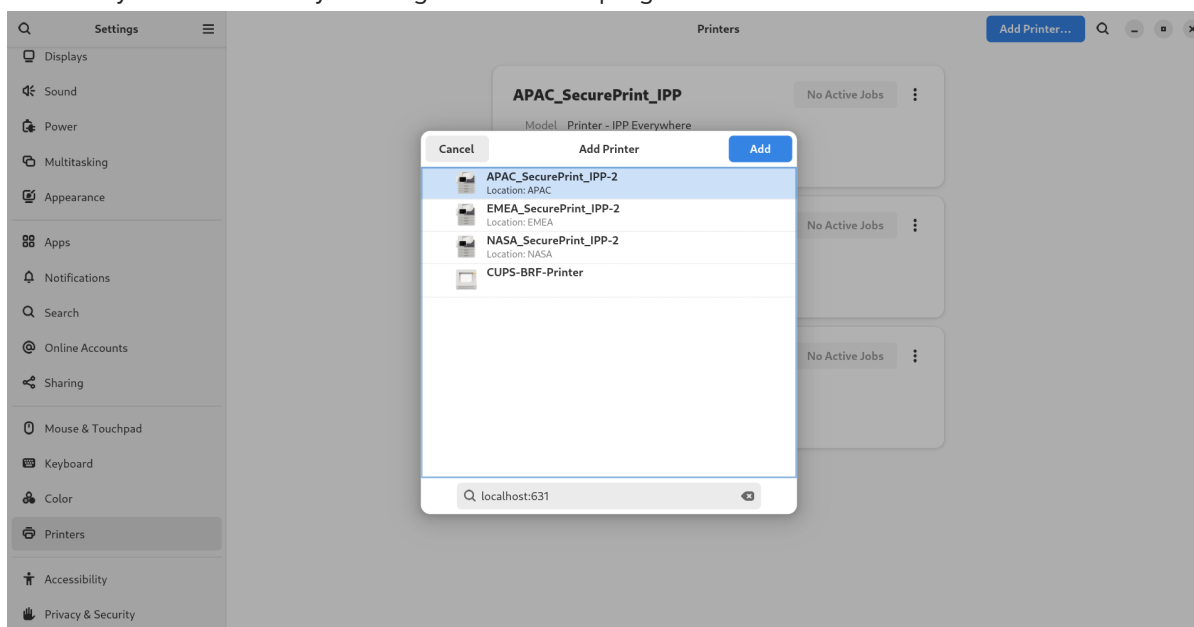 Settings
Displays
Sound
Power
Multitasking
Appearance
Apps
Notifications
Search
Online Accounts
Sharing
Mouse & Touchpad
Keyboard
Color
Printers
Accessibility
Privacy & Security
Printers
Add Printer...
APAC_SecurePrint_IPP
No Active Jobs
Model Printer - IPP Everywhere
No Active Jobs
No Active Jobs
Cancel
Add Printer
Add
APAC_SecurePrint_IPP-2
Location: APAC
EMEA_SecurePrint_IPP-2
Location: EMEA
NASA_SecurePrint_IPP-2
Location: NASA
CUPS-BRF-Printer
localhost:631